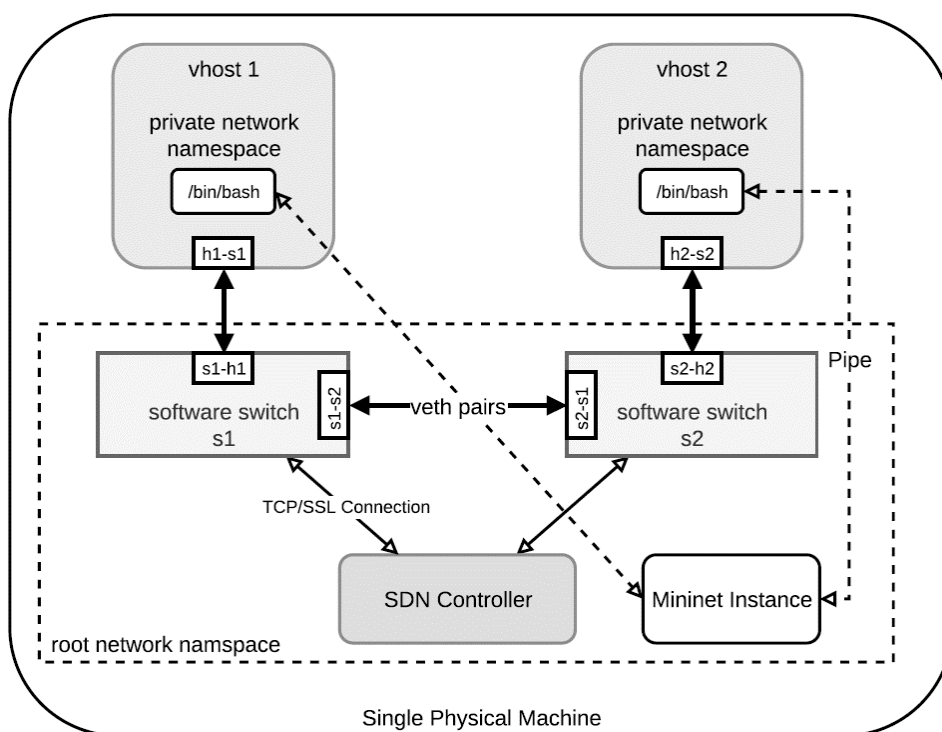 vhost 1
private network
namespace
/bin/bash
h1-s1
vhost 2
private network
namespace
/bin/bash
h2-s2
s1-h1
s1-s2
software switch
s1
veth pairs
s2-h2
s2-s1
software switch
s2
Pipe
TCP/SSL Connection
SDN Controller
Mininet Instance
root network namspace
Single Physical Machine